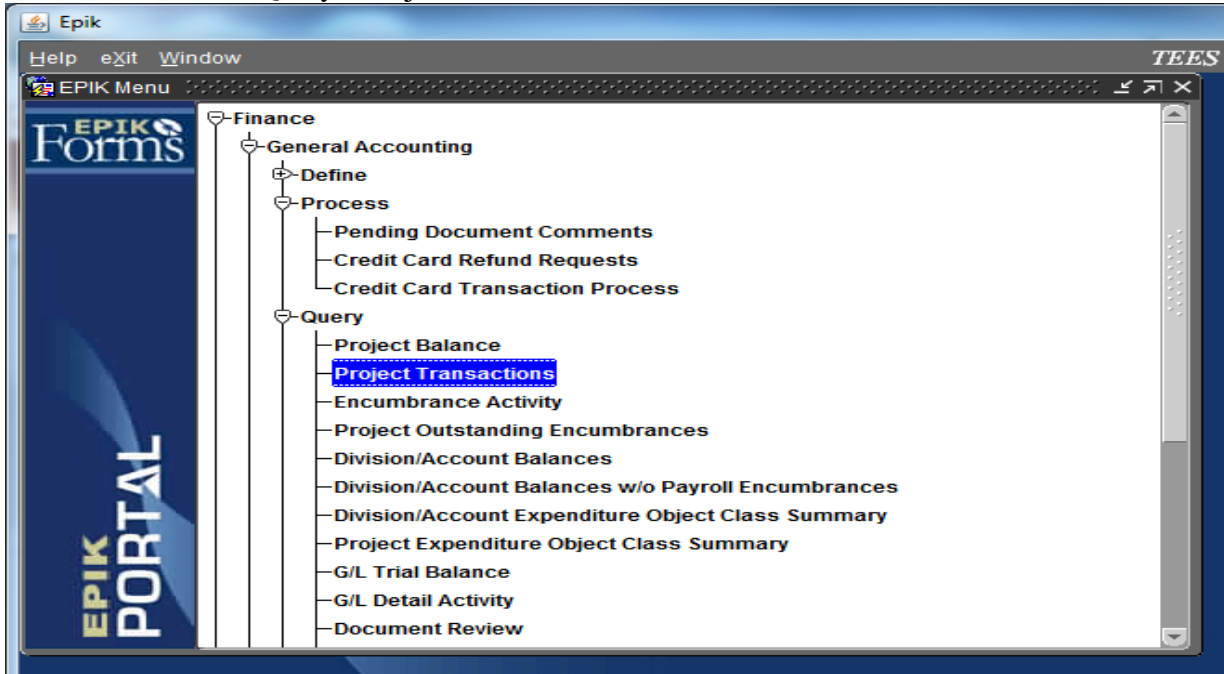 Epik
Help eXit Window TEES
EPIK Menu
EPIK
Forms
Finance
General Accounting
Define
Process
Pending Document Comments
Credit Card Refund Requests
Credit Card Transaction Process
Query
Project Balance
Project Transactions
Encumbrance Activity
Project Outstanding Encumbrances
Division/Account Balances
Division/Account Balances w/o Payroll Encumbrances
Division/Account Expenditure Object Class Summary
Project Expenditure Object Class Summary
G/L Trial Balance
G/L Detail Activity
Document Review
EPIK
PORTAL